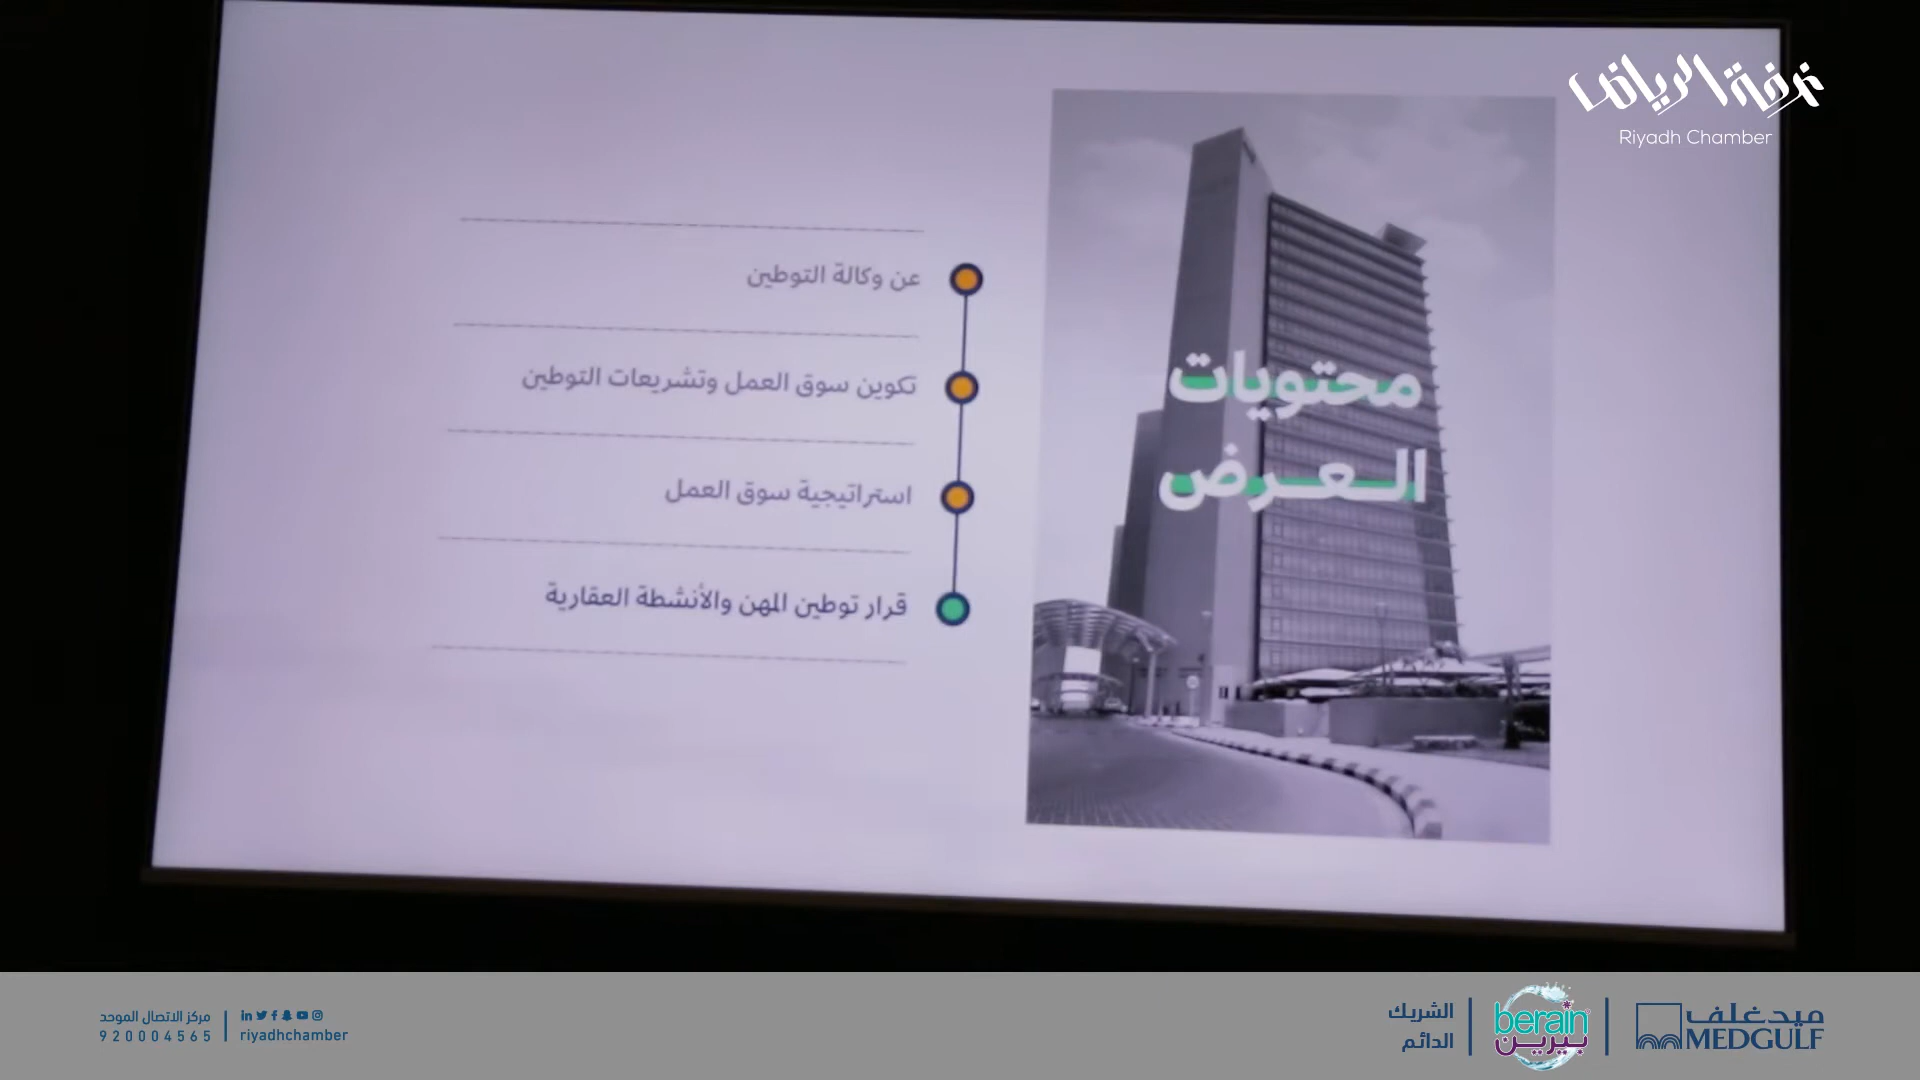 غرفة الرياض
Riyadh Chamber
محتويات
العرض
عن وكالة التوطين
تكوين سوق العمل وتشريعات التوطين
استراتيجية سوق العمل
قرار توطين المهن والأنشطة العقارية
ميدغلف
MEDGULF
berain
بيرين
الشريك
الدائم
riyadhchamber
مركز الاتصال الموحد
920004565